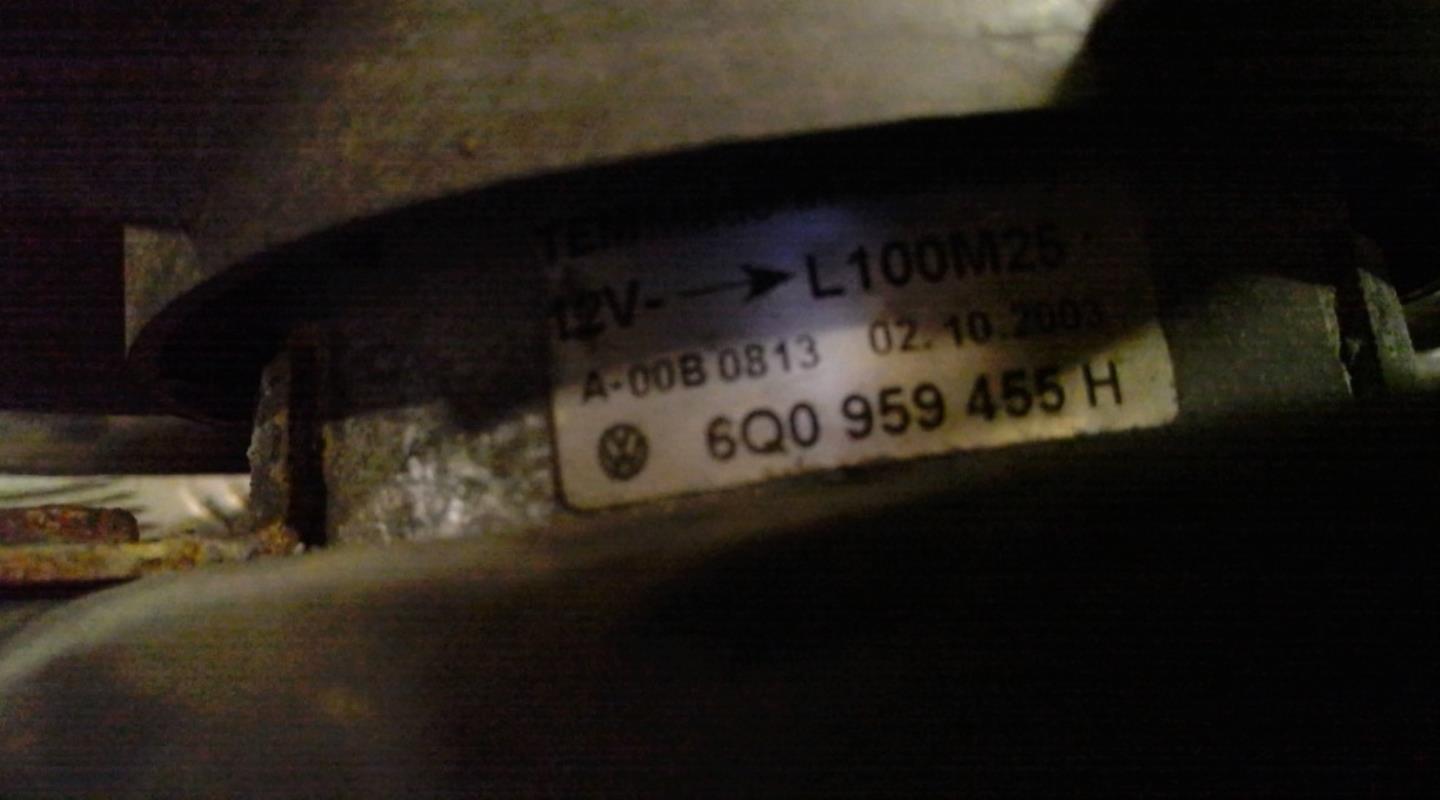 12V- → L100M25
A-00B 0813 02.10.2003
6Q0 959 455 H